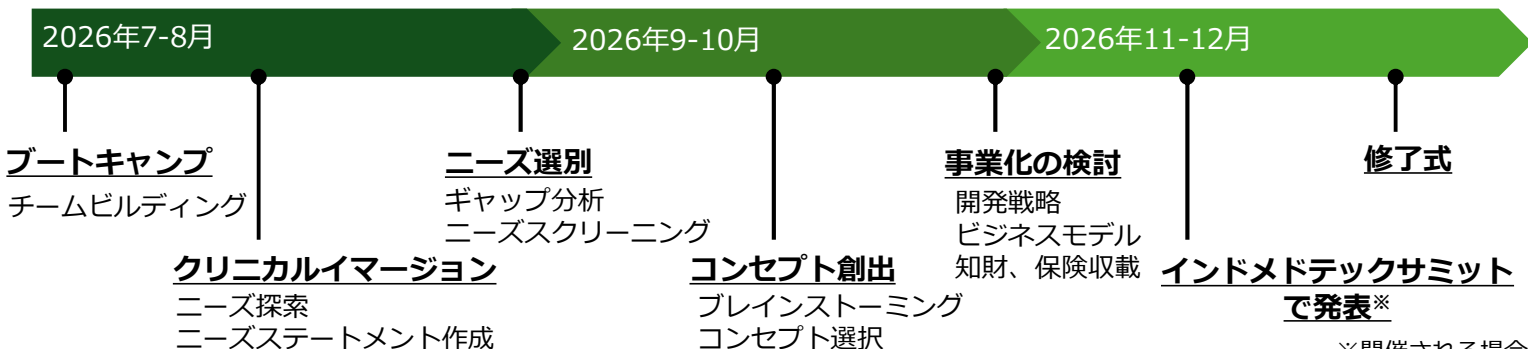 2026年7-8月
2026年9-10月
2026年11-12月
ブートキャンプ
チームビルディング
クリニカルイマージョン
ニーズ探索
ニーズステートメント作成
ニーズ選別
ギャップ分析
ニーズスクリーニング
コンセプト創出
ブレインストーミング
コンセプト選択
事業化の検討
開発戦略
ビジネスモデル
知財、保険収載
インドメドテックサミット
で発表※
修了式
※開催される場合